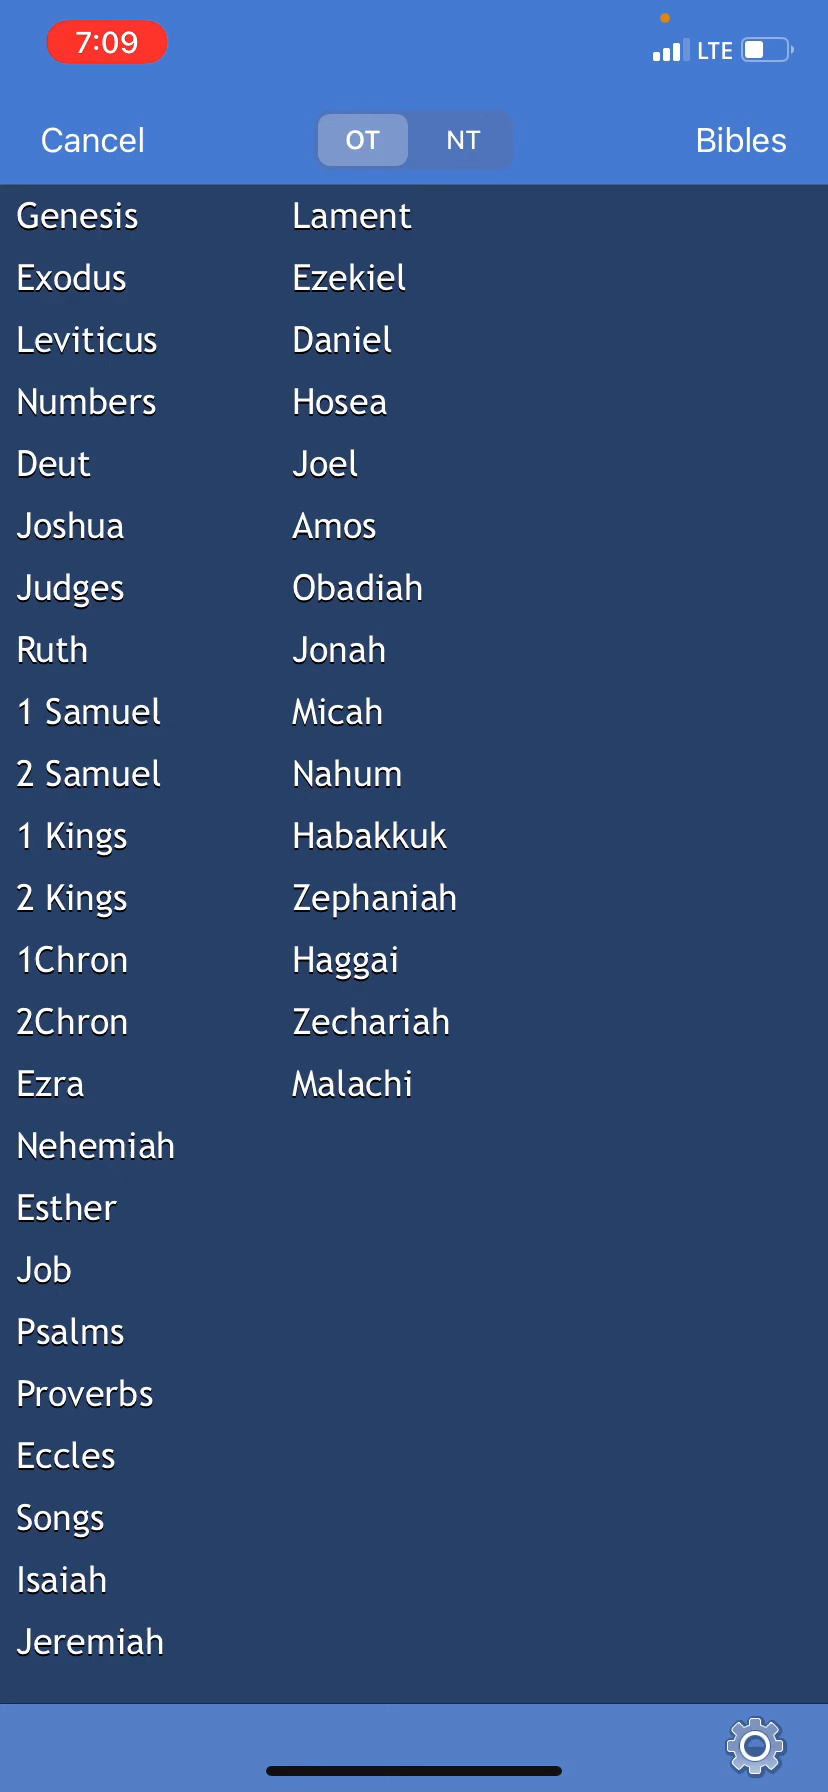 7:09
LTE
Cancel
OT
NT
Bibles
Genesis
Exodus
Leviticus
Numbers
Deut
Joshua
Judges
Ruth
1 Samuel
2 Samuel
1 Kings
2 Kings
1Chron
2Chron
Ezra
Nehemiah
Esther
Job
Psalms
Proverbs
Eccles
Songs
Isaiah
Jeremiah
Lament
Ezekiel
Daniel
Hosea
Joel
Amos
Obadiah
Jonah
Micah
Nahum
Habakkuk
Zephaniah
Haggai
Zechariah
Malachi